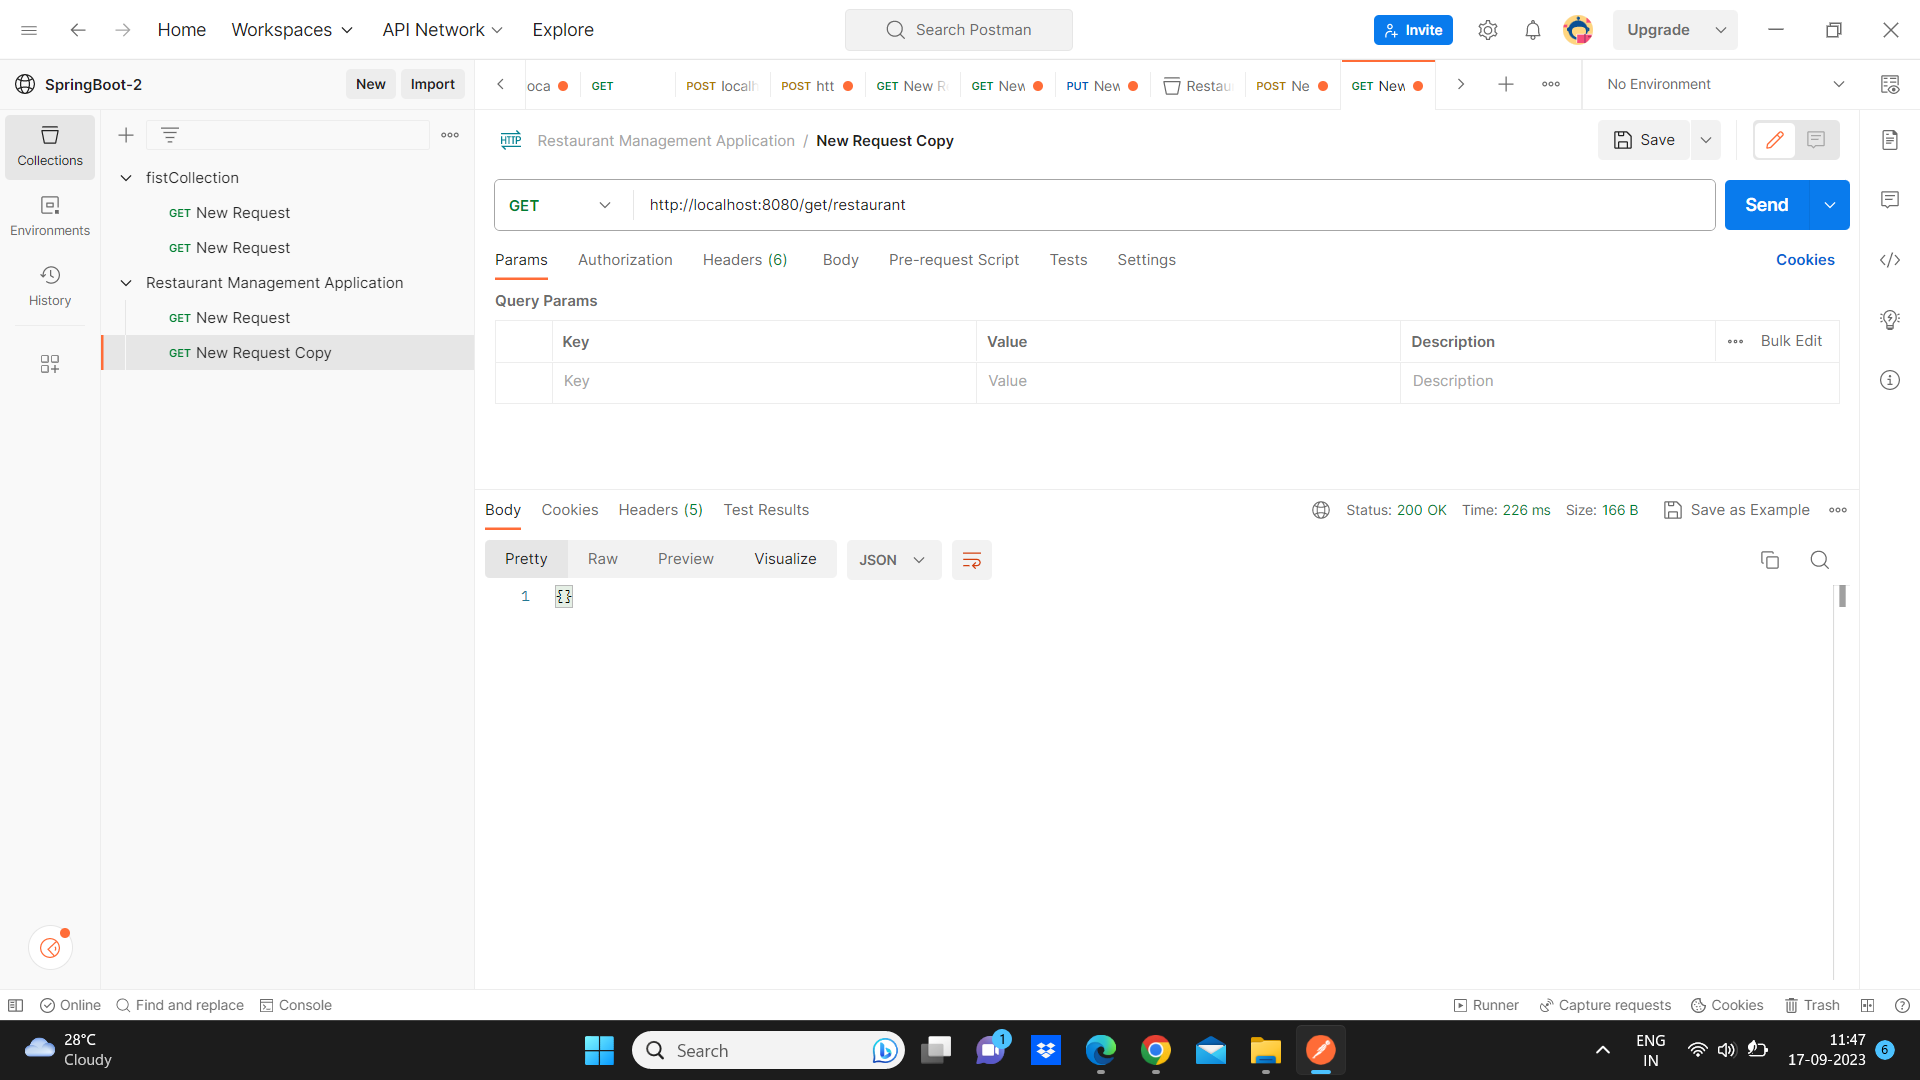 Home Workspaces API Network Explore Search Postman Invite Upgrade
SpringBoot-2 New Import oca GET POST localh POST htt GET New R GET New PUT New Restau POST Ne GET New No Environment
Collections
Environments
History
fistCollection
GET New Request
GET New Request
Restaurant Management Application
GET New Request
GET New Request Copy
HTTP Restaurant Management Application / New Request Copy Save
GET http://localhost:8080/get/restaurant Send
Params Authorization Headers (6) Body Pre-request Script Tests Settings Cookies
Query Params
Key Value Description Bulk Edit
Key Value Description
Body Cookies Headers (5) Test Results Status: 200 OK Time: 226 ms Size: 166 B Save as Example
Pretty Raw Preview Visualize JSON
1 {}
Online Find and replace Console Runner Capture requests Cookies Trash
28°C
Cloudy
Search
1
ENG
IN
11:47
17-09-2023
6